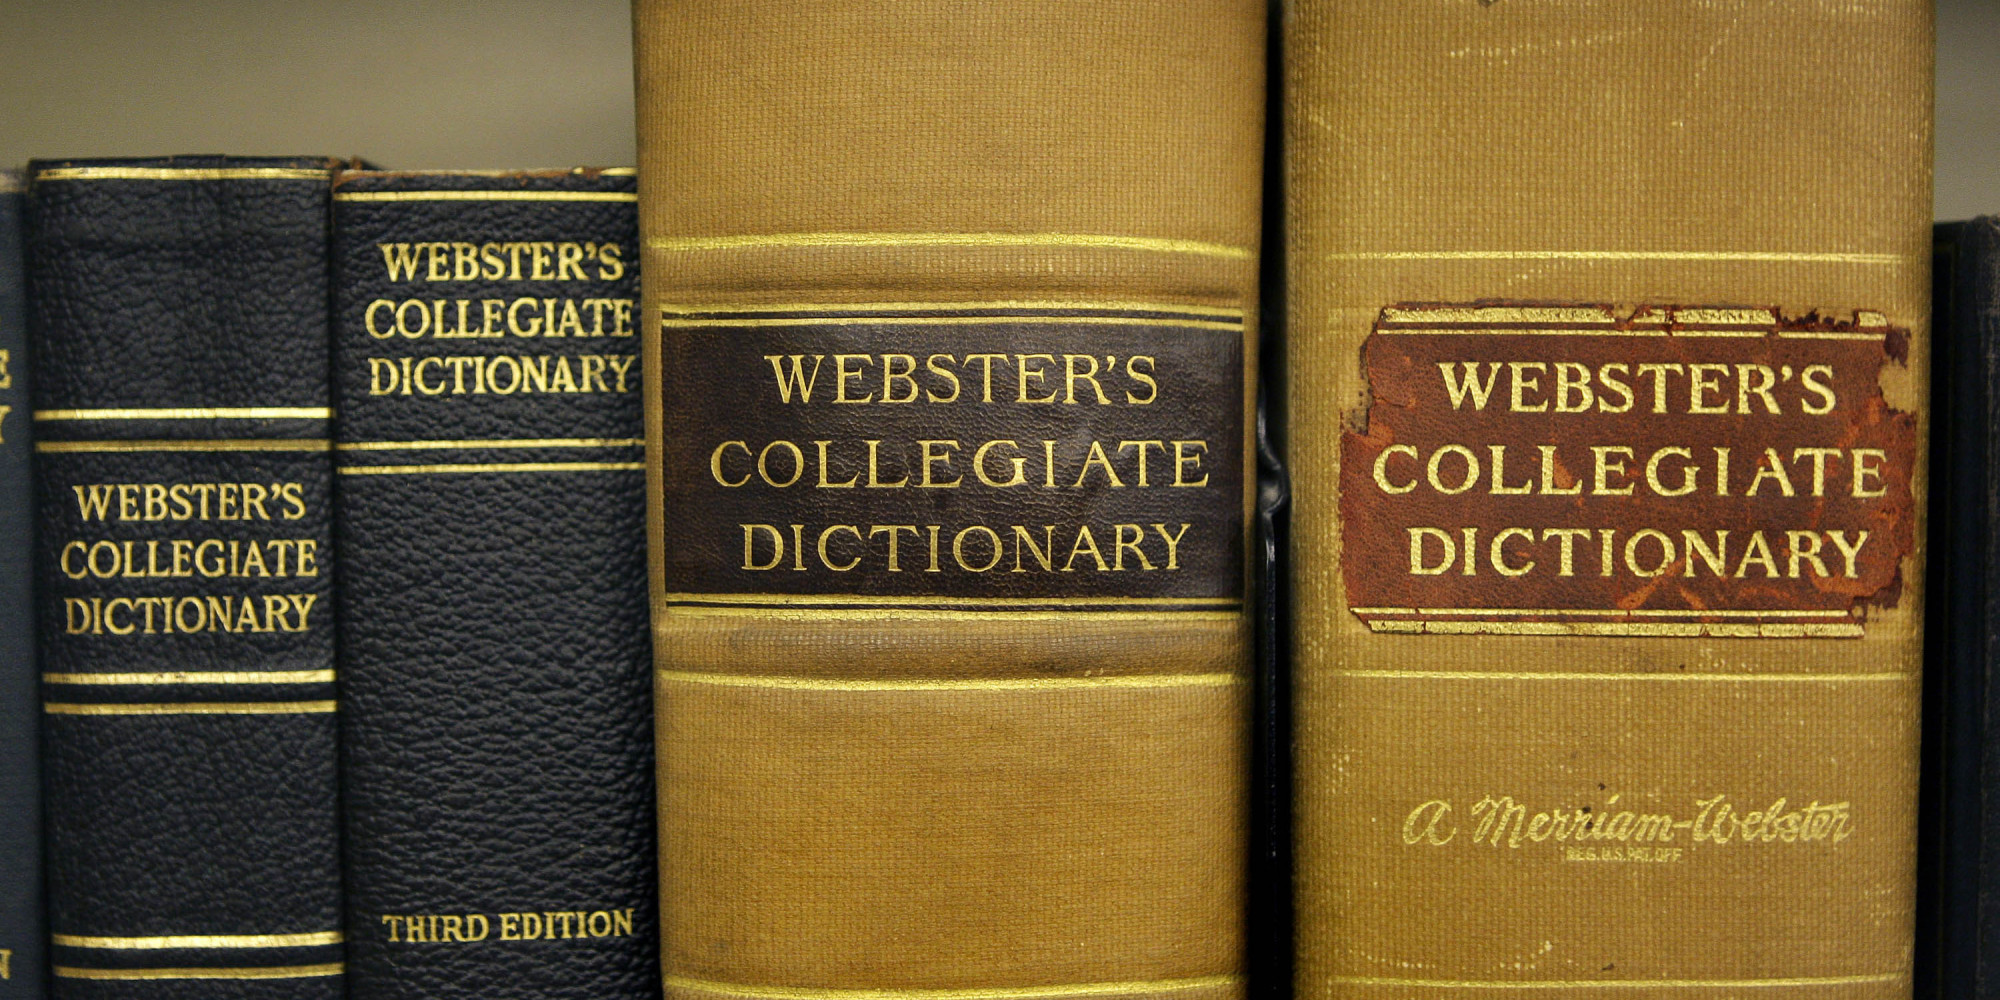 WEBSTER'S
COLLEGIATE
DICTIONARY
WEBSTER'S
COLLEGIATE
DICTIONARY
THIRD EDITION
WEBSTER'S
COLLEGIATE
DICTIONARY
WEBSTER'S
COLLEGIATE
DICTIONARY
A Merriam-Webster
REG. U.S. PAT. OFF.